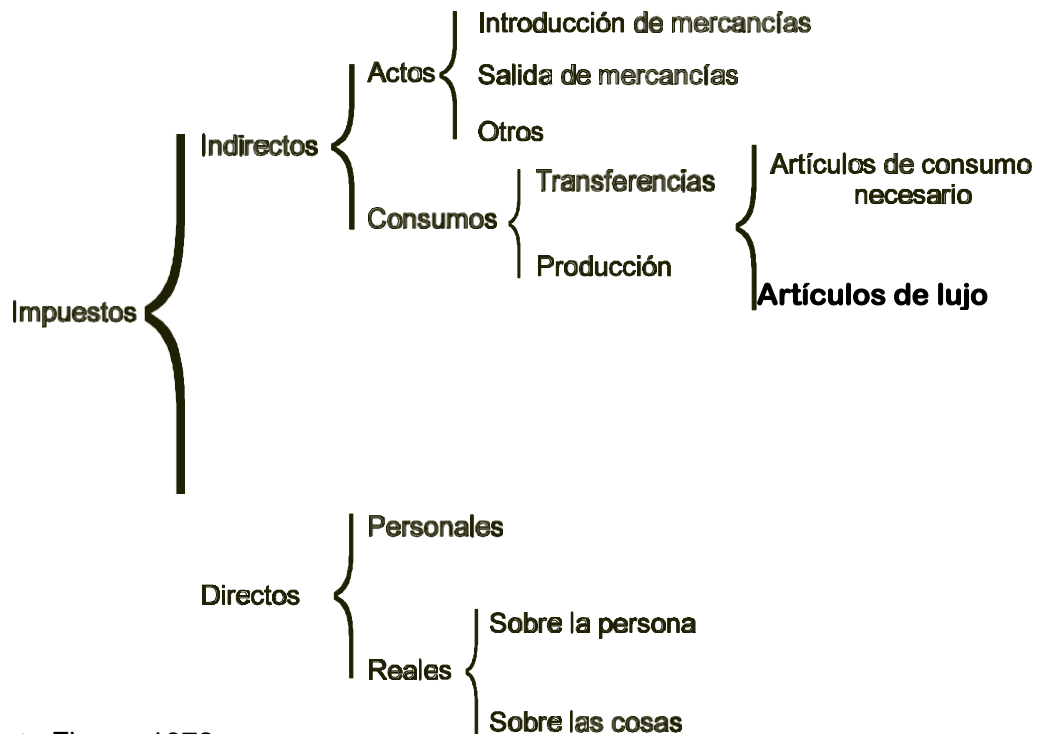 Introducción de mercancías
Actos
Salida de mercancías
Otros
Indirectos
Transferencias
Artículos de consumo
necesario
Consumos
Producción
Artículos de lujo
Impuestos
Personales
Directos
Sobre la persona
Reales
Sobre las cosas